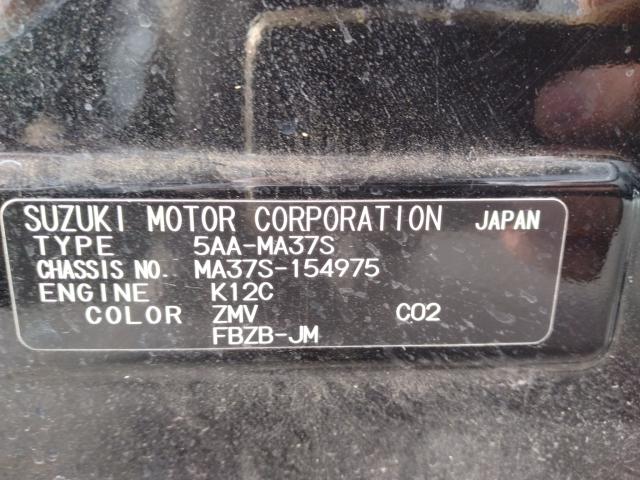 SUZUKI MOTOR CORPORATION JAPAN
TYPE 5AA-MA37S
CHASSIS NO. MA37S-154975
ENGINE K12C
COLOR ZMV C02
FBZB-JM